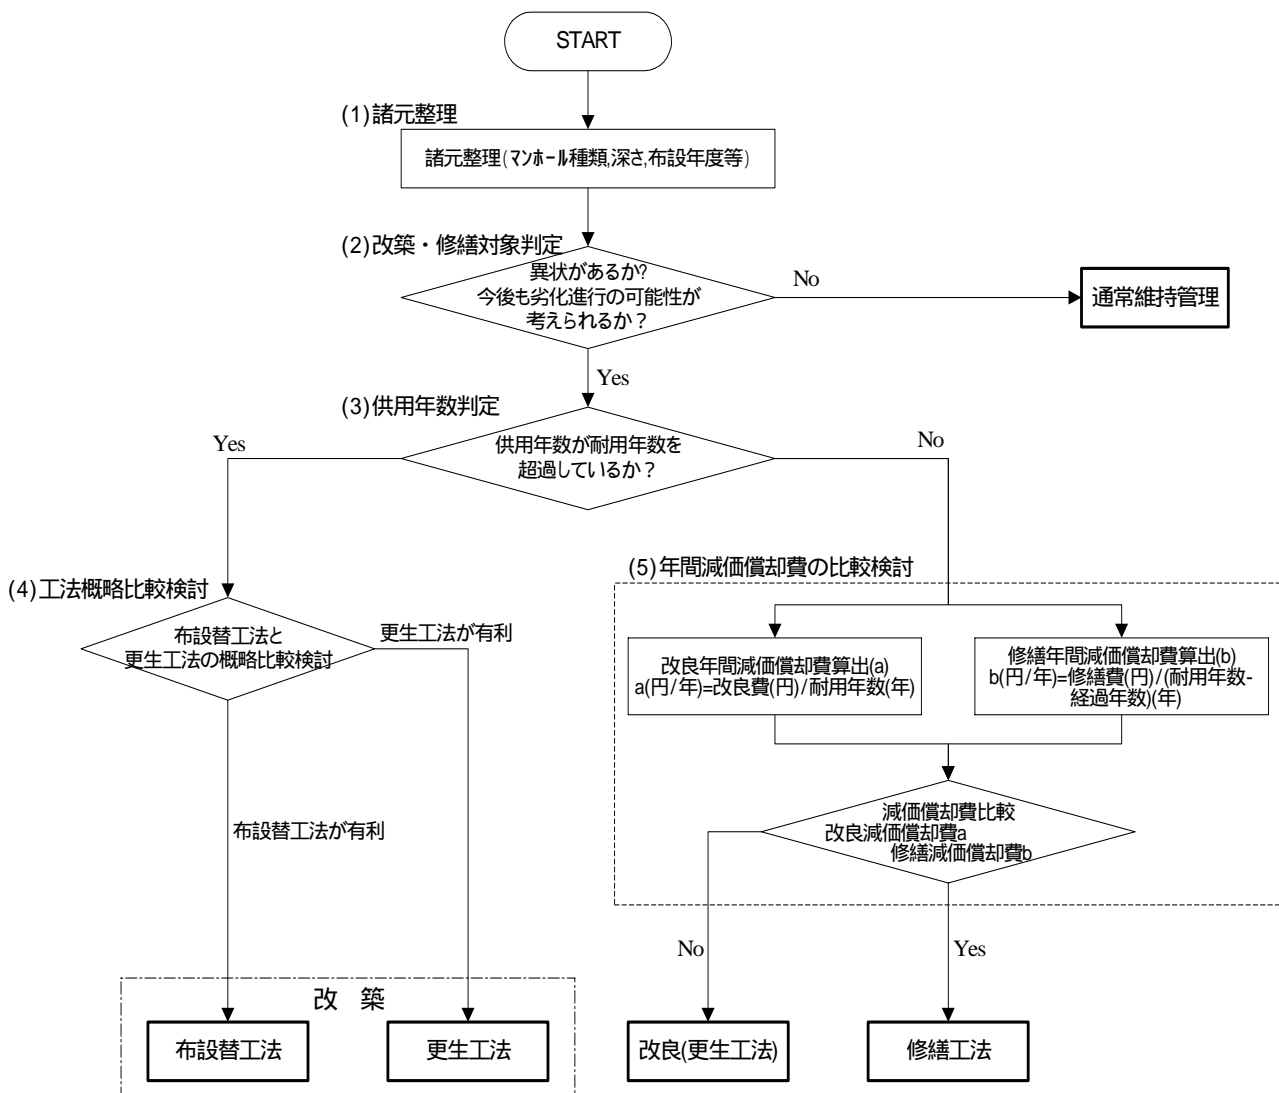 START
(1)諸元整理
諸元整理(ﾏﾝﾎｰﾙ種類,深さ,布設年度等)
(2)改築・修繕対象判定
異状があるか?
今後も劣化進行の可能性が
考えられるか？
No
通常維持管理
Yes
(3)供用年数判定
供用年数が耐用年数を
超過しているか？
Yes
No
(4)工法概略比較検討
布設替工法と
更生工法の概略比較検討
更生工法が有利
布設替工法が有利
(5)年間減価償却費の比較検討
改良年間減価償却費算出(a)
a(円/年)=改良費(円)/耐用年数(年)
修繕年間減価償却費算出(b)
b(円/年)=修繕費(円)/(耐用年数-
経過年数)(年)
減価償却費比較
改良減価償却費a
修繕減価償却費b
No
Yes
改　築
布設替工法
更生工法
改良(更生工法)
修繕工法